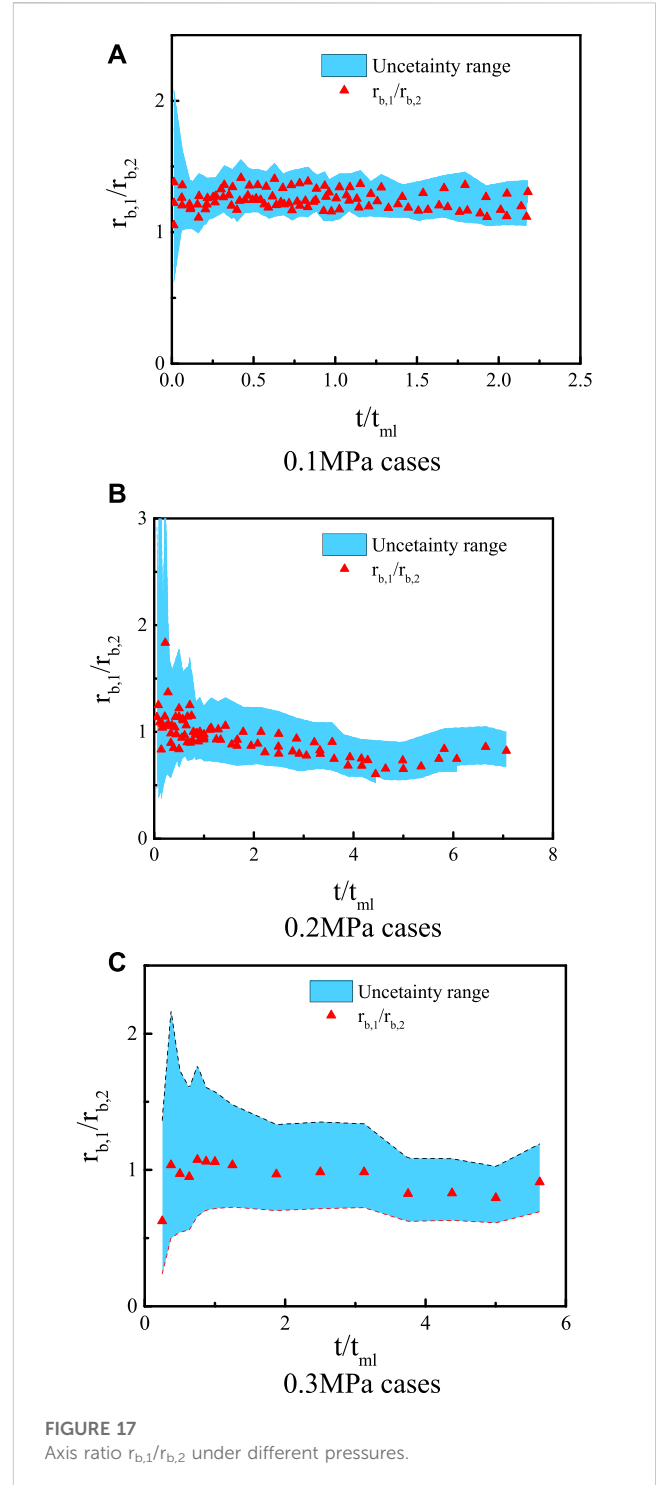 A
Uncetainty range
r_b,1/r_b,2
r_b,1/r_b,2
2
1
0
0.0 0.5 1.0 1.5 2.0 2.5
t/t_ml
0.1MPa cases
B
Uncetainty range
r_b,1/r_b,2
r_b,1/r_b,2
3
2
1
0
0 2 4 6 8
t/t_ml
0.2MPa cases
C
Uncetainty range
r_b,1/r_b,2
r_b,1/r_b,2
2
1
0
0 2 4 6
t/t_ml
0.3MPa cases
FIGURE 17
Axis ratio r_b,1/r_b,2 under different pressures.